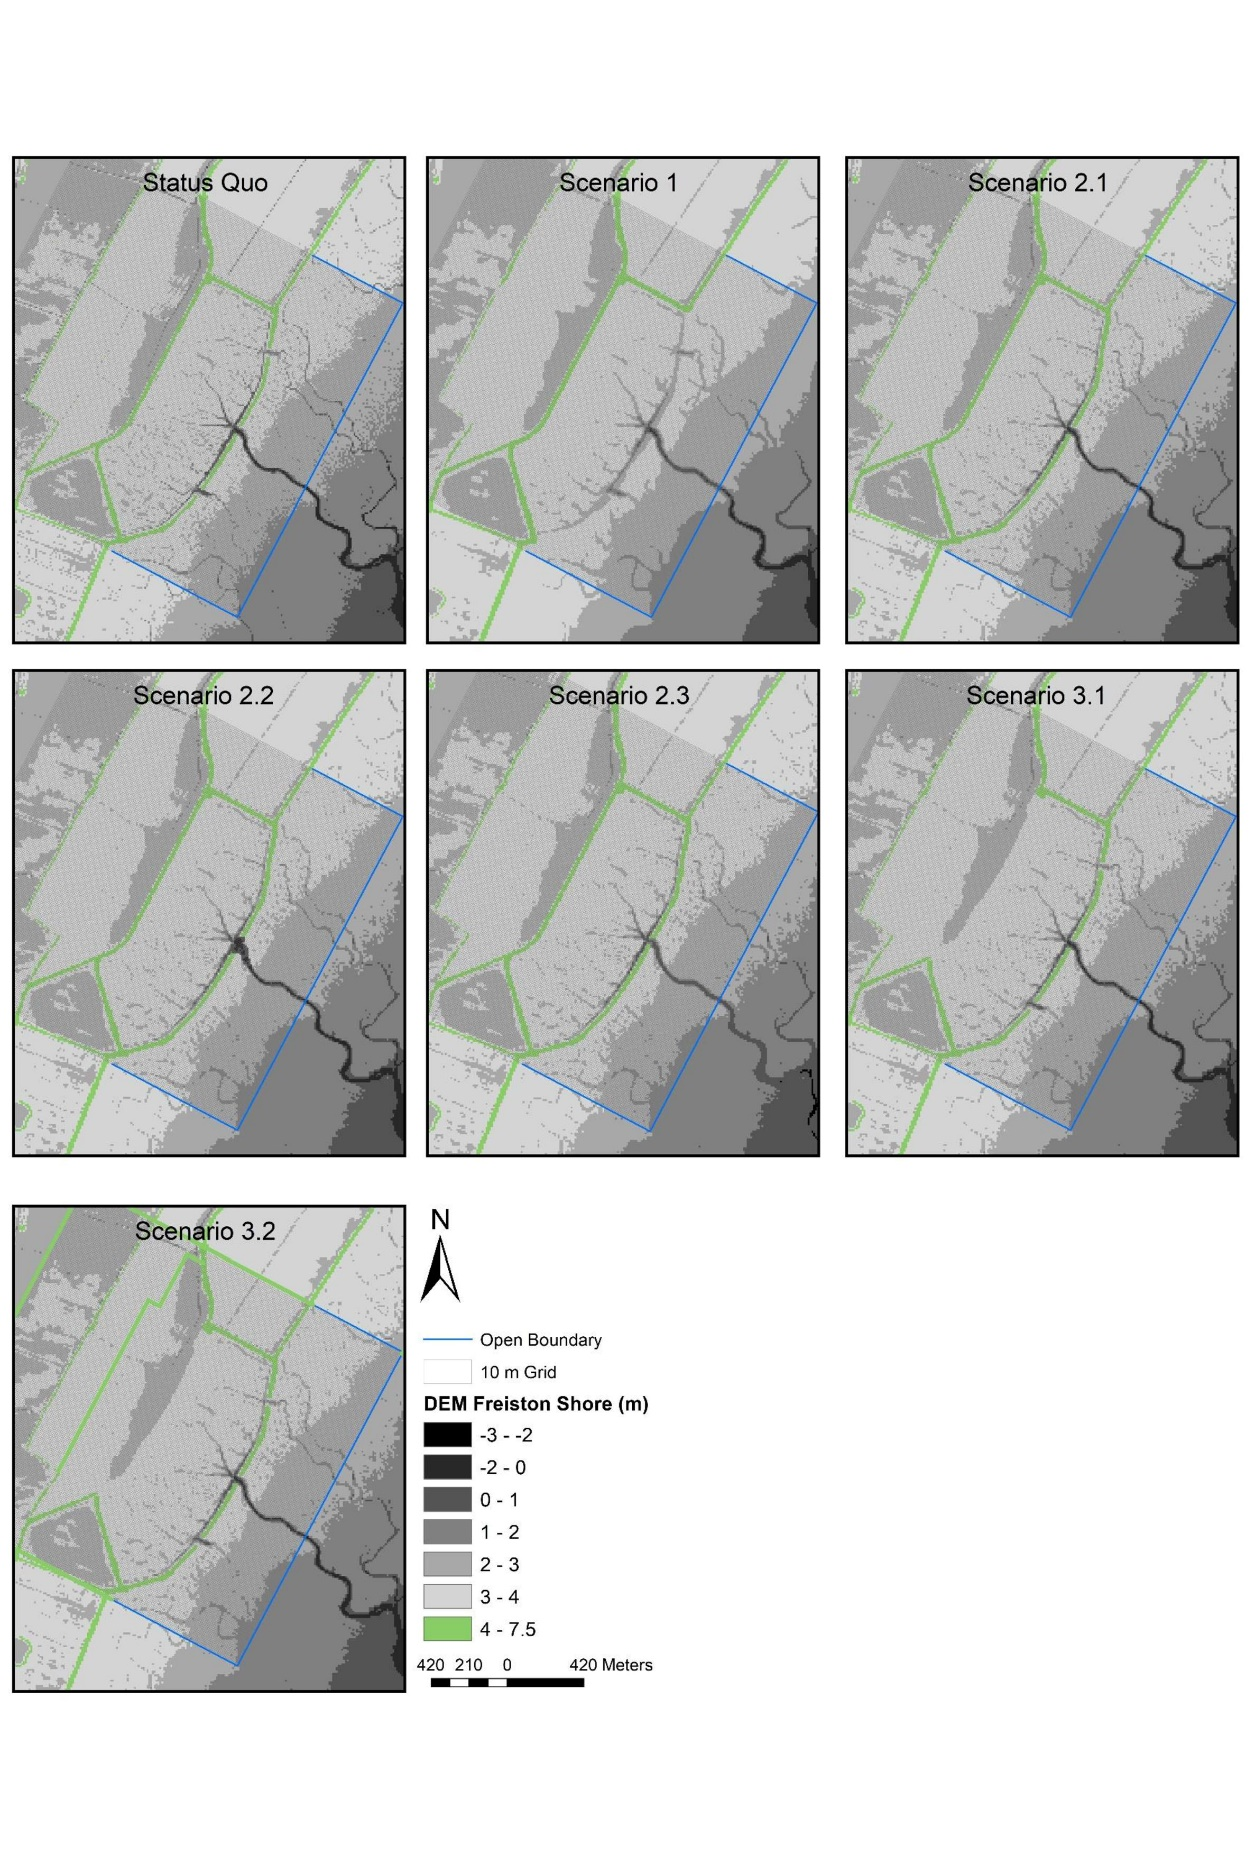 Status Quo
Scenario 1
Scenario 2.1
Scenario 2.2
Scenario 2.3
Scenario 3.1
Scenario 3.2
N
Open Boundary
10 m Grid
DEM Freiston Shore (m)
-3 - -2
-2 - 0
0 - 1
1 - 2
2 - 3
3 - 4
4 - 7.5
420 210 0 420 Meters